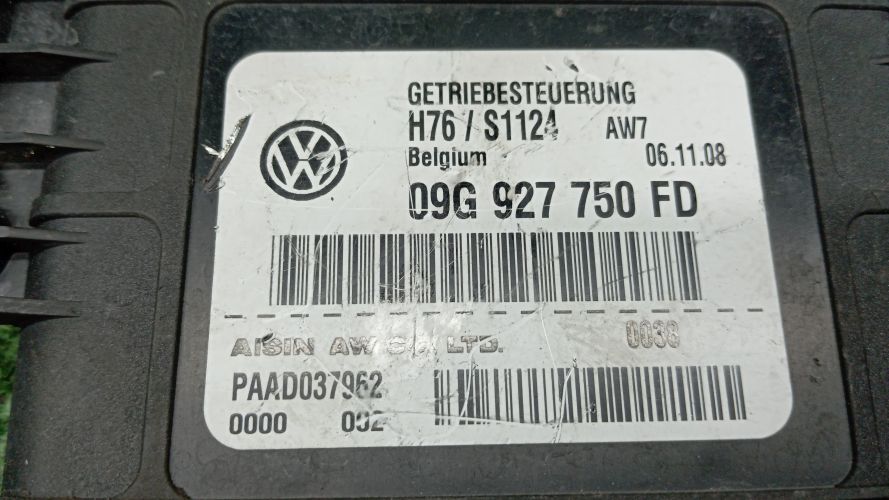 GETRIEBESTEUERUNG
H76 / S1124 AW7
Belgium 06.11.08
09G 927 750 FD
AISIN AW CO., LTD. 0036
PAAD037962
0000 002